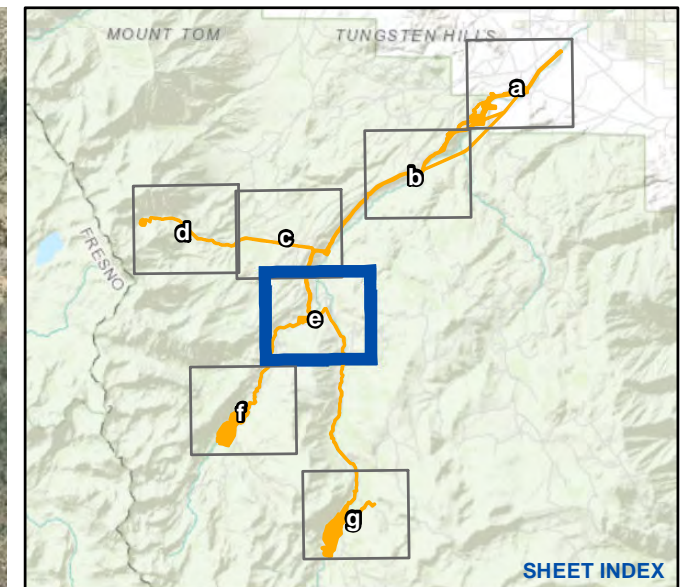 MOUNT TOM
TUNGSTEN HILLS
a
b
d
c
FRESNO
e
f
g
SHEET INDEX